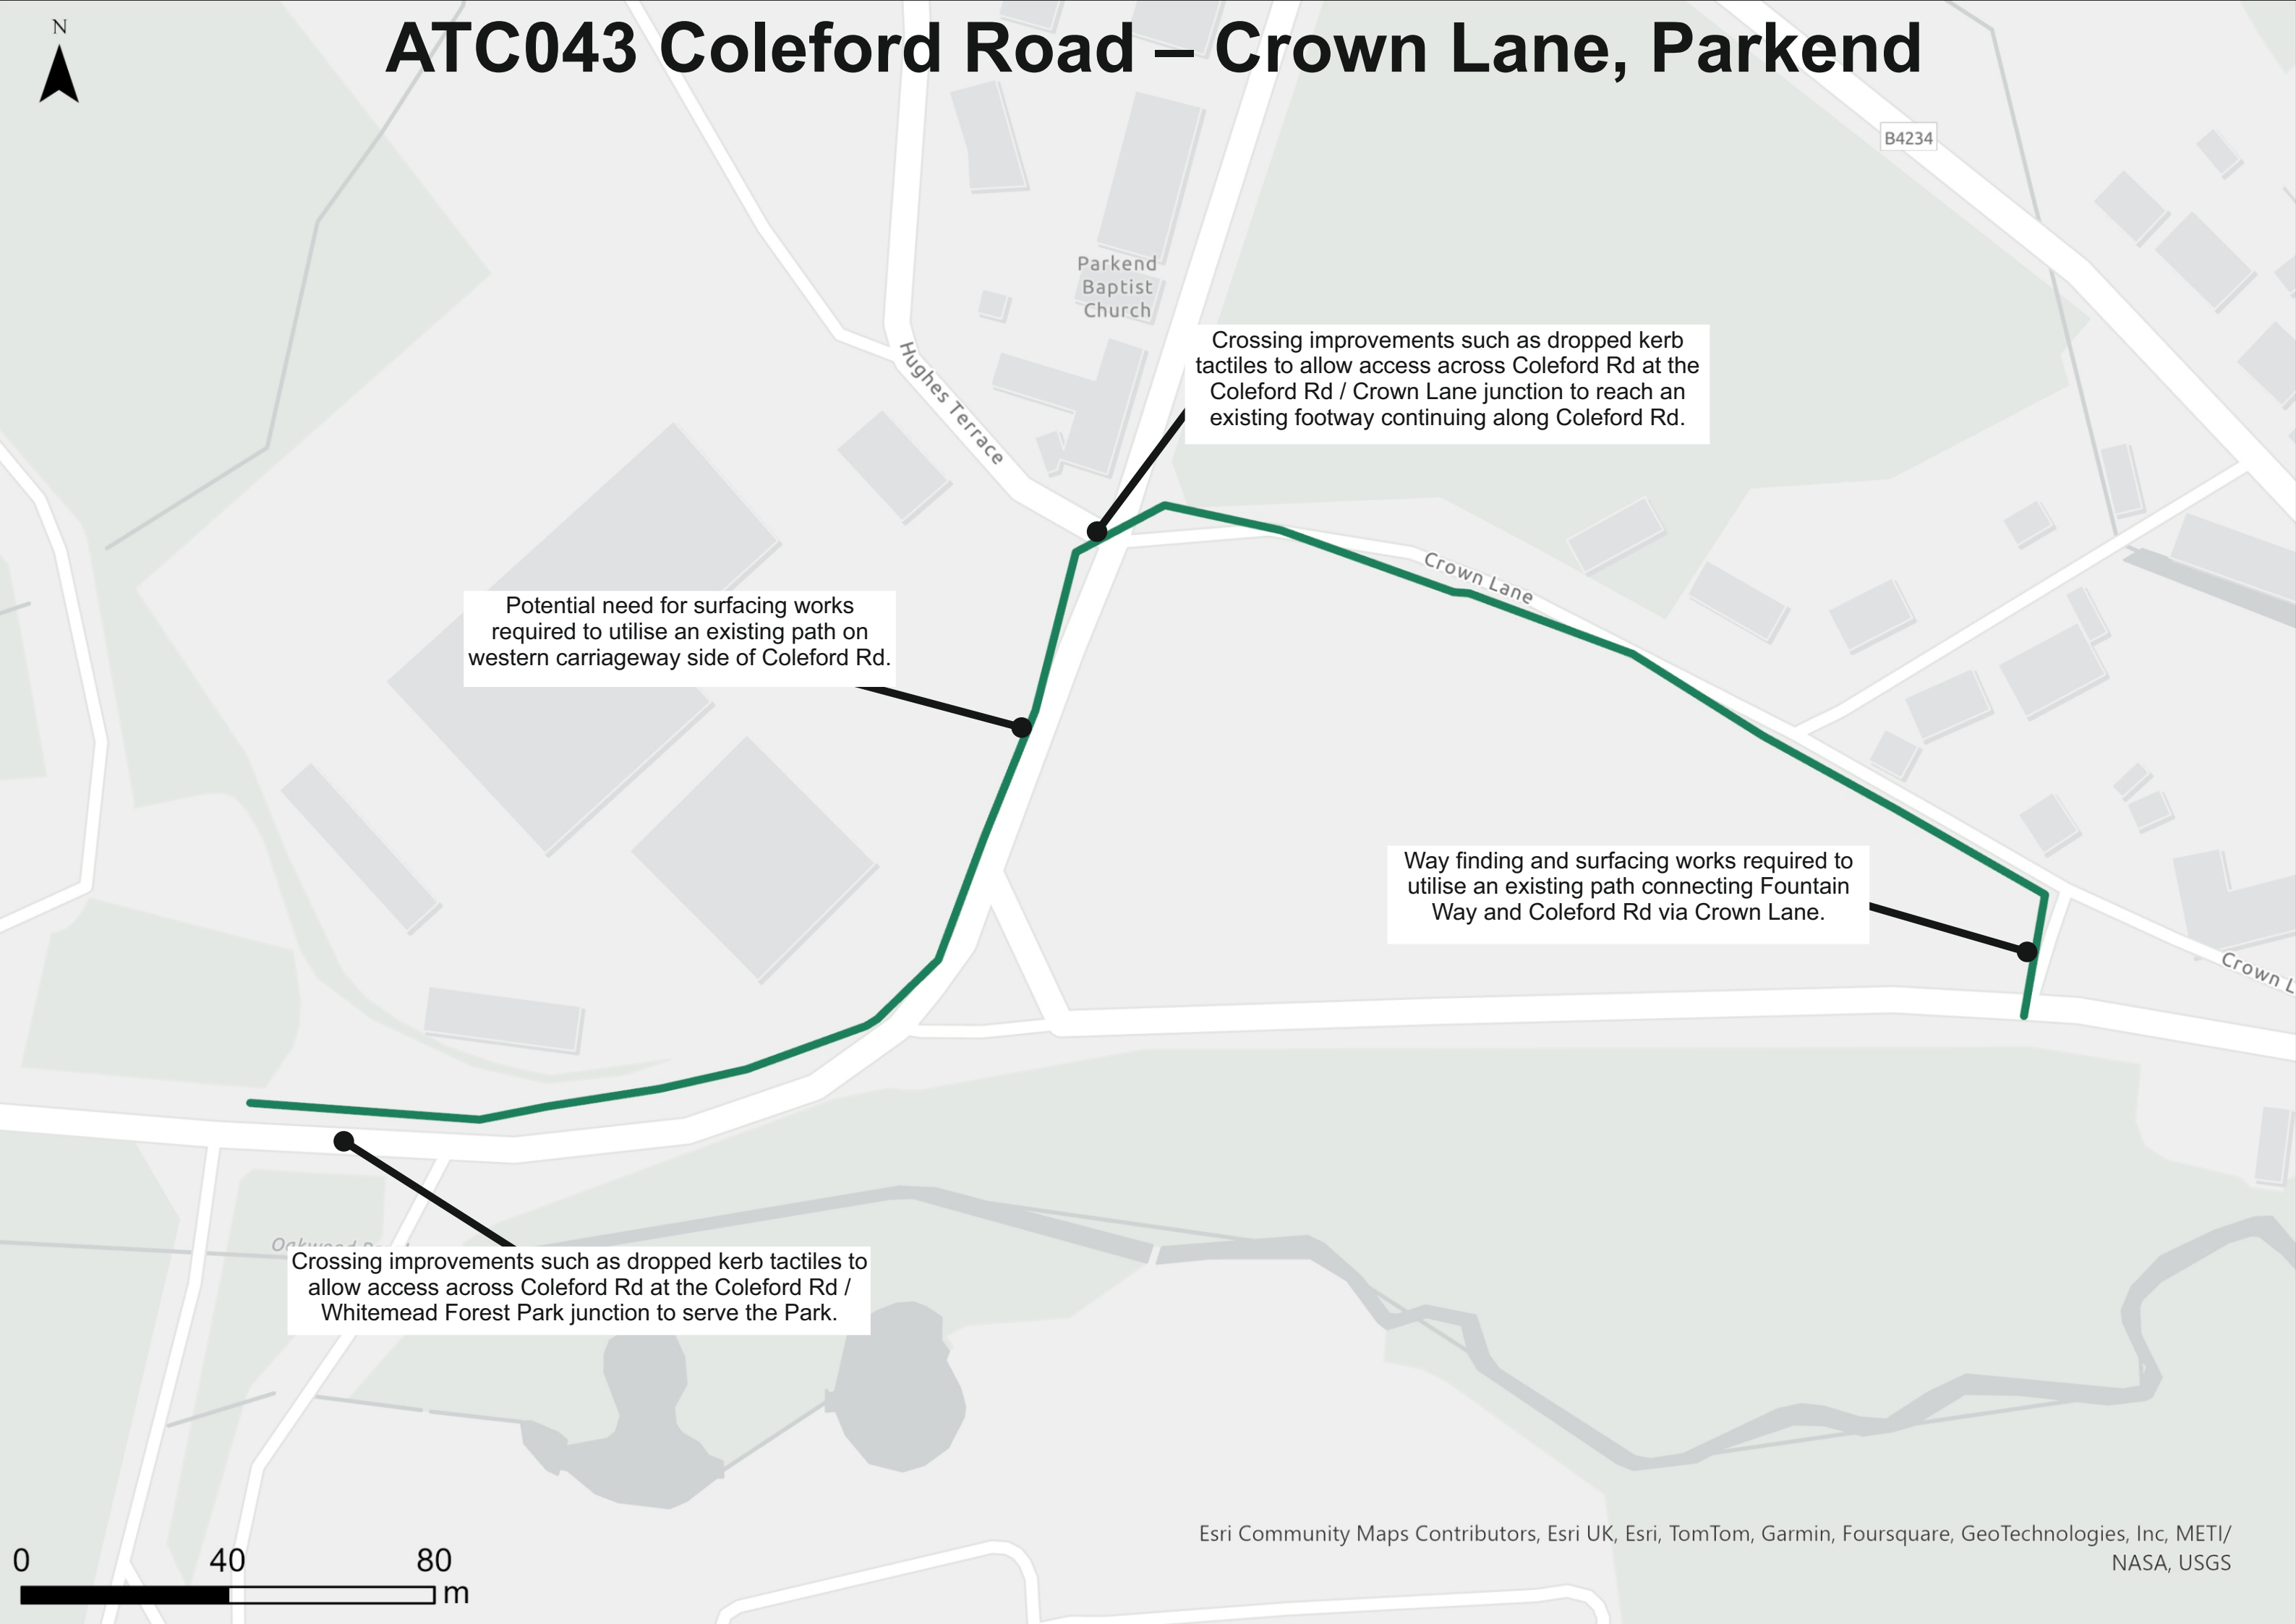 N
ATC043 Coleford Road – Crown Lane, Parkend
B4234
Parkend
Baptist
Church
Hughes Terrace
Crossing improvements such as dropped kerb
tactiles to allow access across Coleford Rd at the
Coleford Rd / Crown Lane junction to reach an
existing footway continuing along Coleford Rd.
Crown Lane
Potential need for surfacing works
required to utilise an existing path on
western carriageway side of Coleford Rd.
Way finding and surfacing works required to
utilise an existing path connecting Fountain
Way and Coleford Rd via Crown Lane.
Crown L
Crossing improvements such as dropped kerb tactiles to
allow access across Coleford Rd at the Coleford Rd /
Whitemead Forest Park junction to serve the Park.
Esri Community Maps Contributors, Esri UK, Esri, TomTom, Garmin, Foursquare, GeoTechnologies, Inc, METI/
NASA, USGS
0 40 80
m